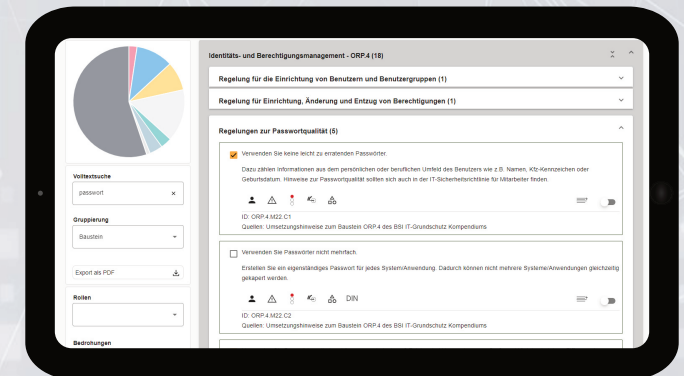 Volltextsuche
passwort
Gruppierung
Baustein
Export als PDF
Rollen
Bedrohungen
Identitäts- und Berechtigungsmanagement - ORP.4 (18)
Regelung für die Einrichtung von Benutzern und Benutzergruppen (1)
Regelung für Einrichtung, Änderung und Entzug von Berechtigungen (1)
Regelungen zur Passwortqualität (5)
Verwenden Sie keine leicht zu erratenden Passwörter.
Dazu zählen Informationen aus dem persönlichen oder beruflichen Umfeld des Benutzers wie z.B. Namen, Kfz-Kennzeichen oder
Geburtsdatum. Hinweise zur Passwortqualität sollten sich auch in der IT-Sicherheitsrichtlinie für Mitarbeiter finden.
ID: ORP.4.M22.C1
Quellen: Umsetzungshinweise zum Baustein ORP.4 des BSI IT-Grundschutz Kompendiums
Verwenden Sie Passwörter nicht mehrfach.
Erstellen Sie ein eigenständiges Passwort für jedes System/Anwendung. Dadurch können nicht mehrere Systeme/Anwendungen gleichzeitig
gekapert werden.
DIN
ID: ORP.4.M22.C2
Quellen: Umsetzungshinweise zum Baustein ORP.4 des BSI IT-Grundschutz Kompendiums